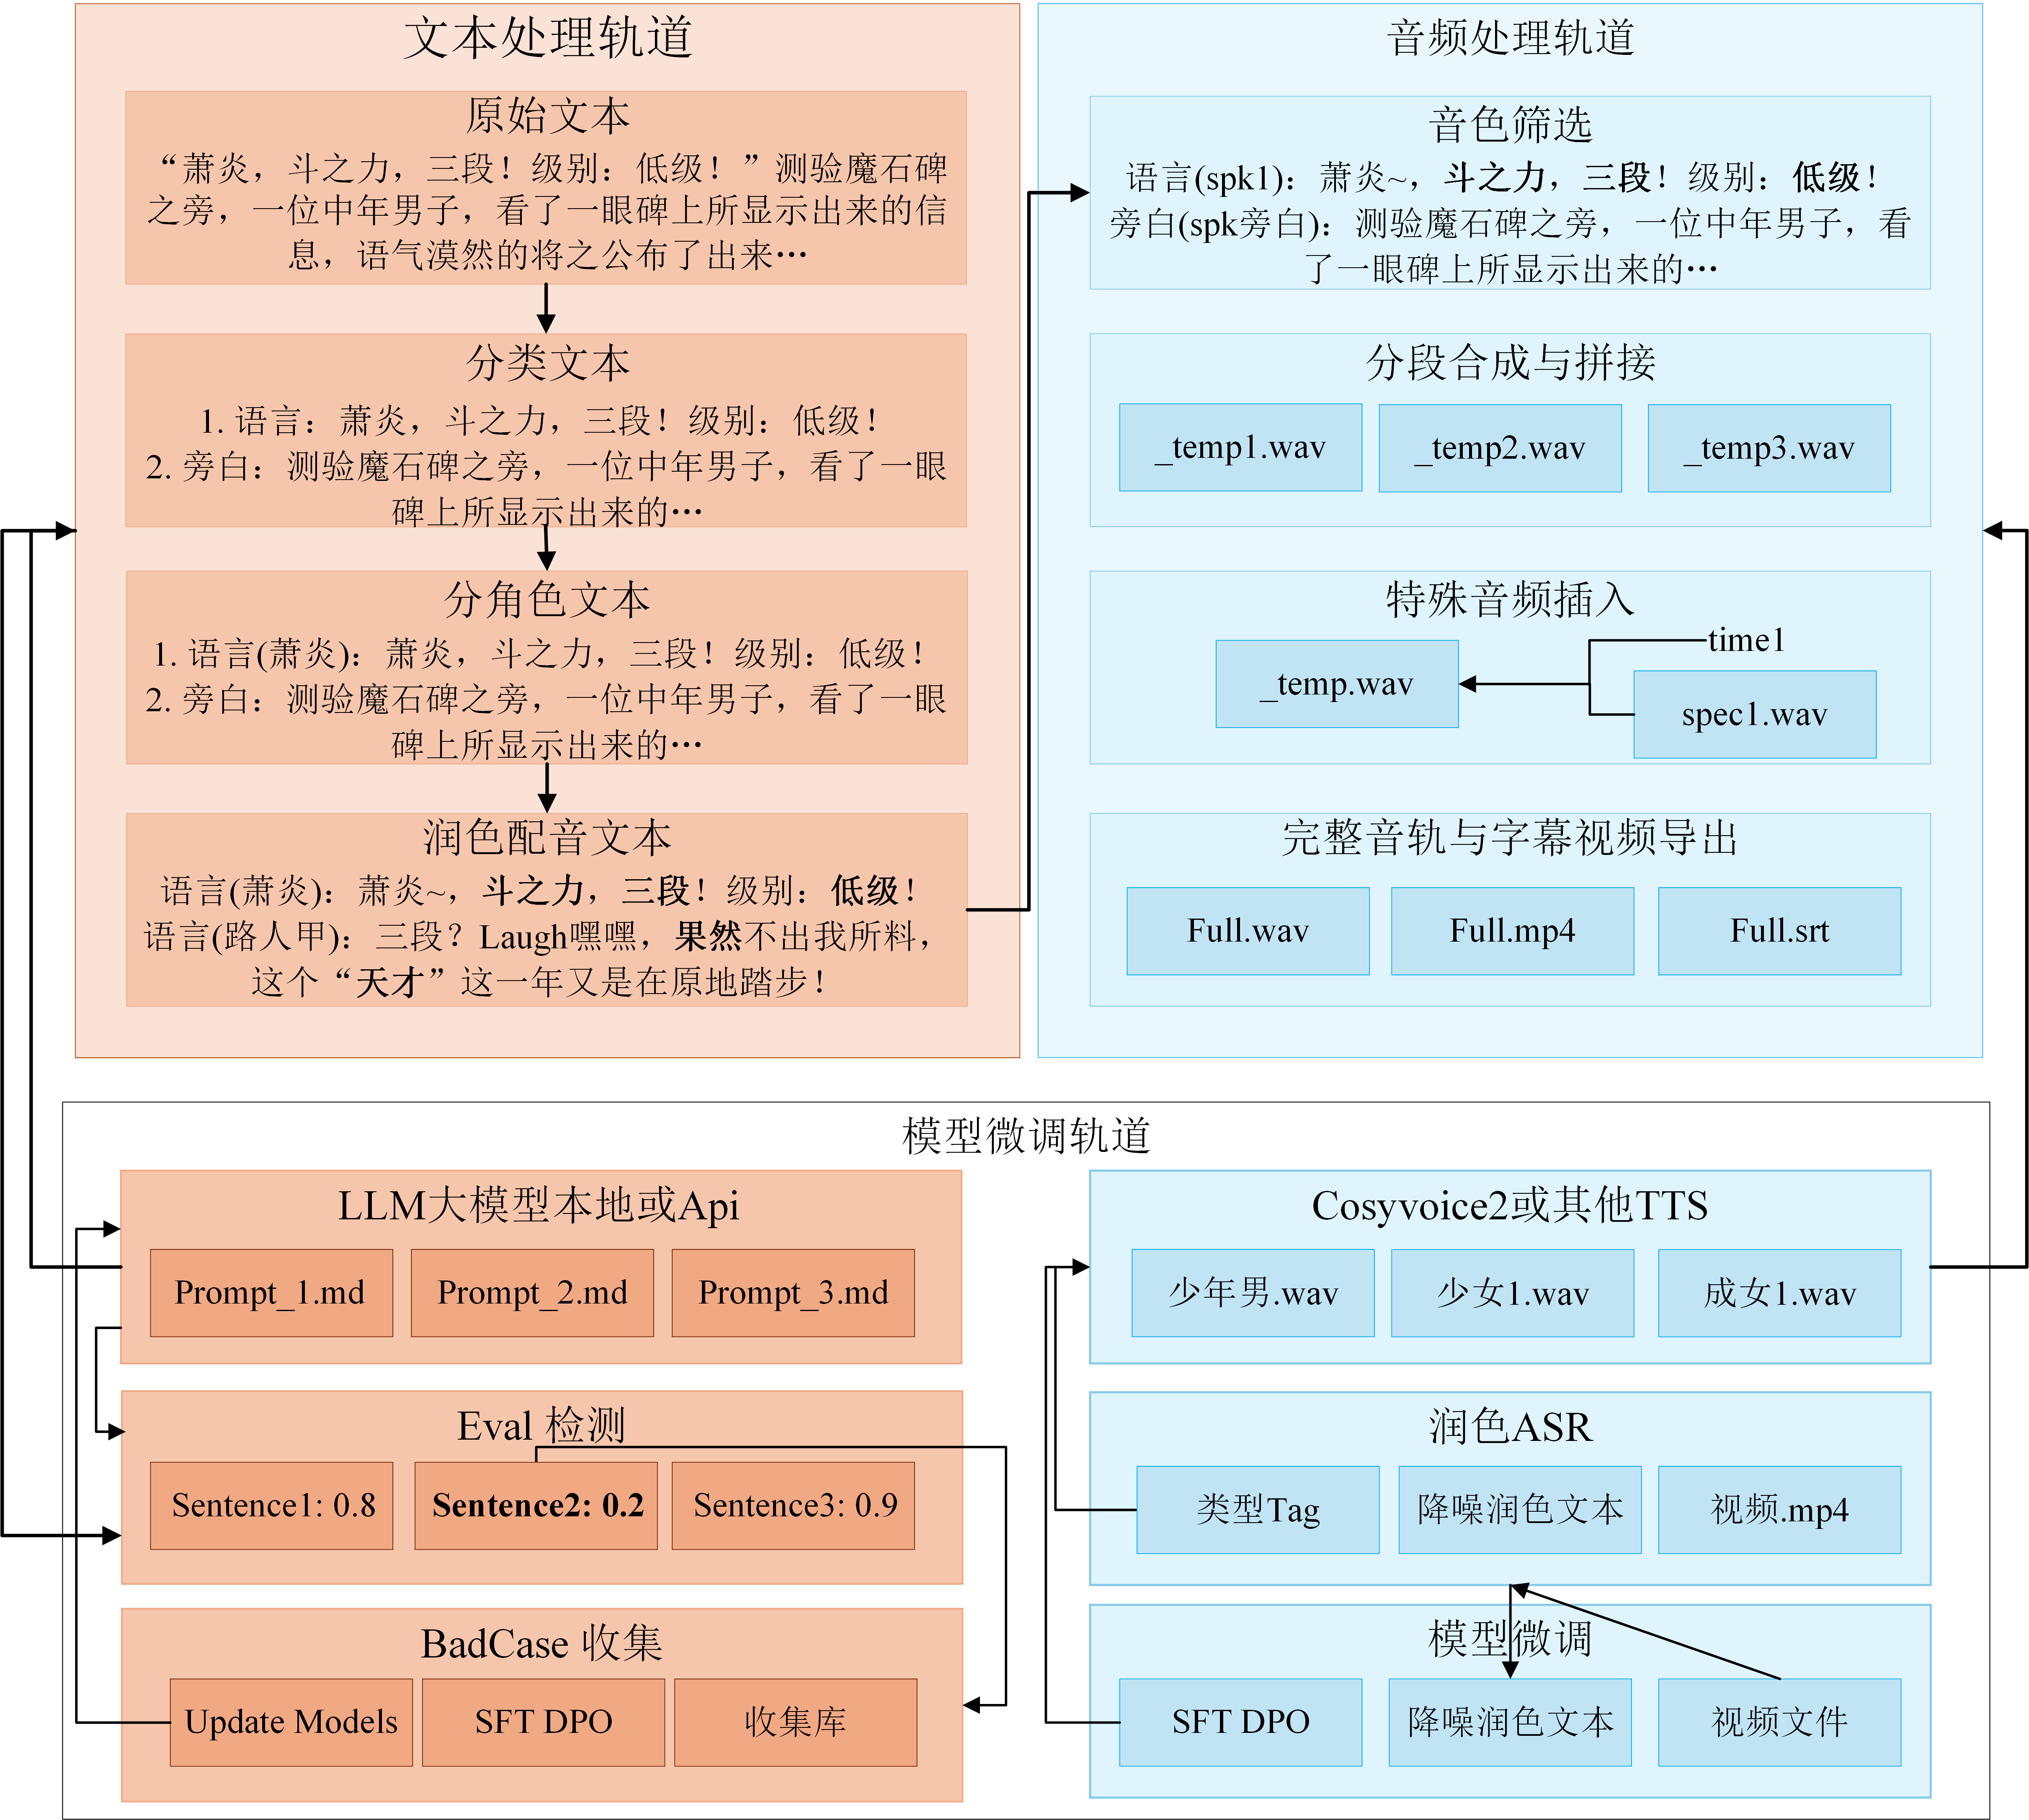 文本处理轨道
原始文本
“萧炎，斗之力，三段！级别：低级！”测验魔石碑
之旁，一位中年男子，看了一眼碑上所显示出来的信
息，语气漠然的将之公布了出来…
分类文本
1. 语言：萧炎，斗之力，三段！级别：低级！
2. 旁白：测验魔石碑之旁，一位中年男子，看了一眼
碑上所显示出来的…
分角色文本
1. 语言(萧炎)：萧炎，斗之力，三段！级别：低级！
2. 旁白：测验魔石碑之旁，一位中年男子，看了一眼
碑上所显示出来的…
润色配音文本
语言(萧炎)：萧炎~，斗之力，三段！级别：低级！
语言(路人甲)：三段？Laugh嘿嘿，果然不出我所料，
这个“天才”这一年又是在原地踏步！
音频处理轨道
音色筛选
语言(spk1)：萧炎~，斗之力，三段！级别：低级！
旁白(spk旁白)：测验魔石碑之旁，一位中年男子，看
了一眼碑上所显示出来的…
分段合成与拼接
_temp1.wav
_temp2.wav
_temp3.wav
特殊音频插入
time1
_temp.wav
spec1.wav
完整音轨与字幕视频导出
Full.wav
Full.mp4
Full.srt
模型微调轨道
LLM大模型本地或Api
Prompt_1.md
Prompt_2.md
Prompt_3.md
Eval 检测
Sentence1: 0.8
Sentence2: 0.2
Sentence3: 0.9
BadCase 收集
Update Models
SFT DPO
收集库
Cosyvoice2或其他TTS
少年男.wav
少女1.wav
成女1.wav
润色ASR
类型Tag
降噪润色文本
视频.mp4
模型微调
SFT DPO
降噪润色文本
视频文件